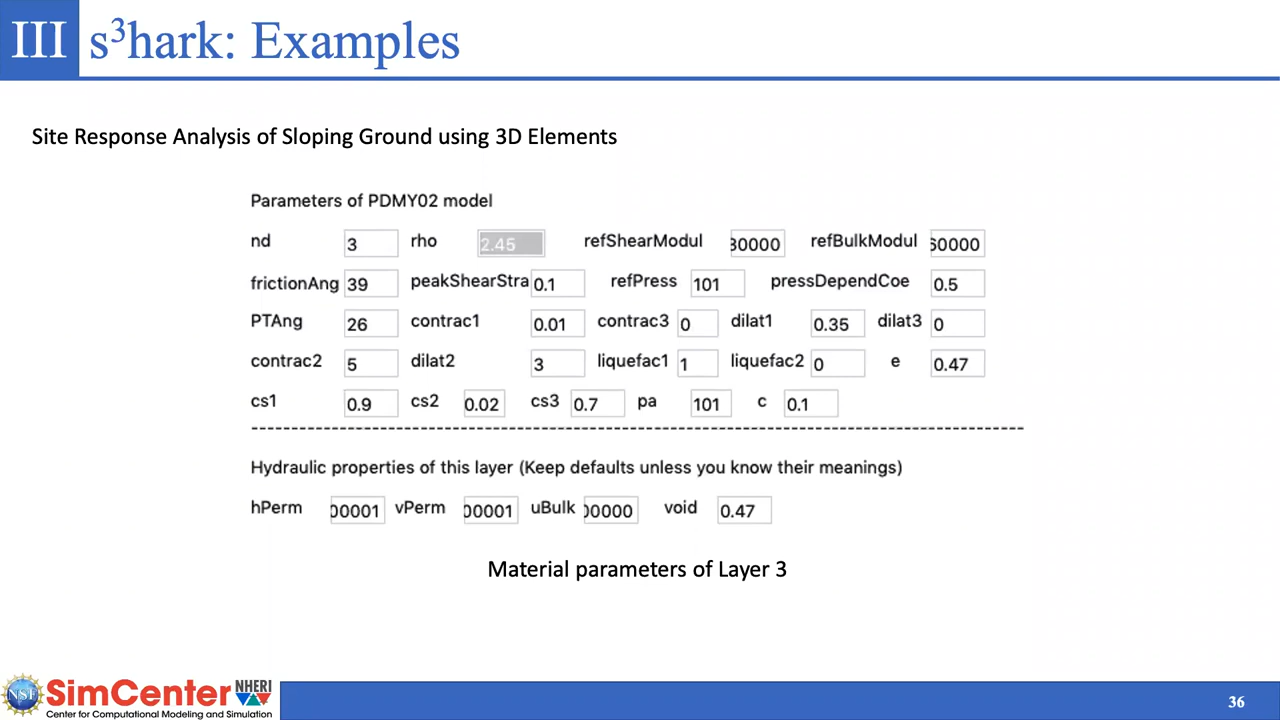 III s³hark: Examples
Site Response Analysis of Sloping Ground using 3D Elements
Parameters of PDMY02 model
nd 3 rho 2.45 refShearModul 30000 refBulkModul 60000
frictionAng 39 peakShearStra 0.1 refPress 101 pressDependCoe 0.5
PTAng 26 contrac1 0.01 contrac3 0 dilat1 0.35 dilat3 0
contrac2 5 dilat2 3 liquefac1 1 liquefac2 0 e 0.47
cs1 0.9 cs2 0.02 cs3 0.7 pa 101 c 0.1
Hydraulic properties of this layer (Keep defaults unless you know their meanings)
hPerm 00001 vPerm 00001 uBulk 00000 void 0.47
Material parameters of Layer 3
NSF SimCenter NHERI
Center for Computational Modeling and Simulation
36